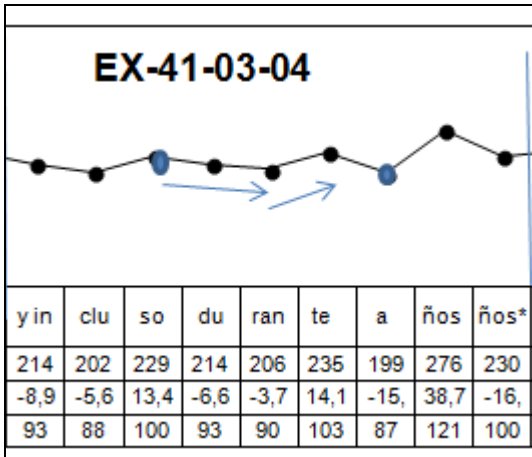 EX-41-03-04
y in clu so du ran te a ños ños*
214 202 229 214 206 235 199 276 230
-8,9 -5,6 13,4 -6,6 -3,7 14,1 -15, 38,7 -16,
93 88 100 93 90 103 87 121 100